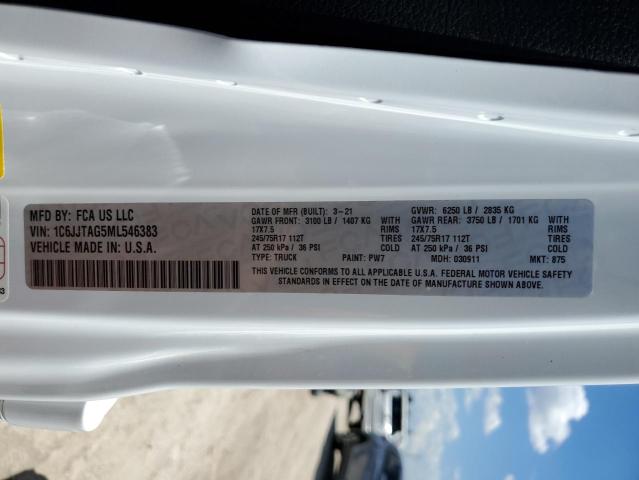 MFD BY: FCA US LLC
VIN: 1C6JJTAG5ML546383
VEHICLE MADE IN: U.S.A.
DATE OF MFR (BUILT): 3-21 GVWR: 6250 LB / 2835 KG
GAWR FRONT: 3100 LB / 1407 KG GAWR REAR: 3750 LB / 1701 KG
17X7.5 RIMS 17X7.5 RIMS
245/75R17 112T TIRES 245/75R17 112T TIRES
AT 250 kPa / 36 PSI COLD AT 250 kPa / 36 PSI COLD
TYPE: TRUCK PAINT: PW7 MDH: 030911 MKT: 875
THIS VEHICLE CONFORMS TO ALL APPLICABLE U.S.A. FEDERAL MOTOR VEHICLE SAFETY
STANDARDS IN EFFECT ON THE DATE OF MANUFACTURE SHOWN ABOVE.